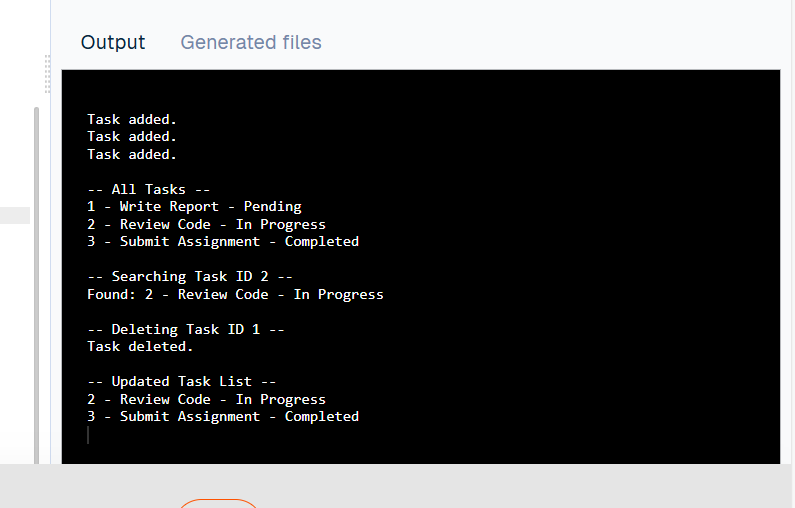 Output Generated files
Task added.
Task added.
Task added.
-- All Tasks --
1 - Write Report - Pending
2 - Review Code - In Progress
3 - Submit Assignment - Completed
-- Searching Task ID 2 --
Found: 2 - Review Code - In Progress
-- Deleting Task ID 1 --
Task deleted.
-- Updated Task List --
2 - Review Code - In Progress
3 - Submit Assignment - Completed